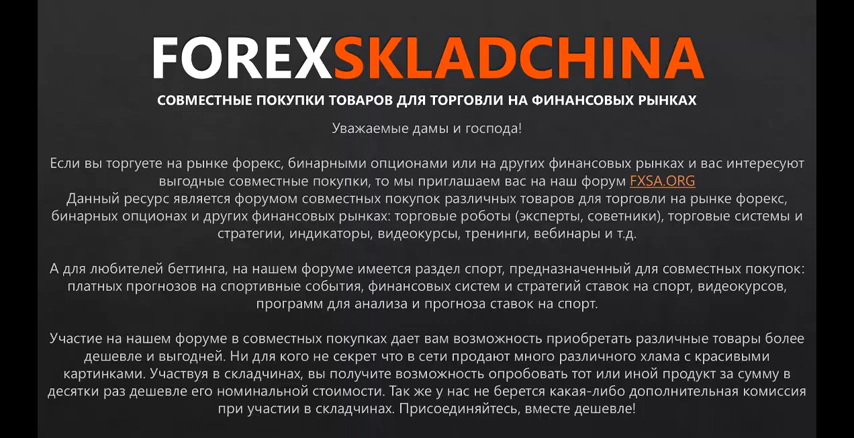 FOREXSKLADCHINA
СОВМЕСТНЫЕ ПОКУПКИ ТОВАРОВ ДЛЯ ТОРГОВЛИ НА ФИНАНСОВЫХ РЫНКАХ
Уважаемые дамы и господа!
Если вы торгуете на рынке форекс, бинарными опционами или на других финансовых рынках и вас интересуют
выгодные совместные покупки, то мы приглашаем вас на наш форум FXSA.ORG
Данный ресурс является форумом совместных покупок различных товаров для торговли на рынке форекс,
бинарных опционах и других финансовых рынках: торговые роботы (эксперты, советники), торговые системы и
стратегии, индикаторы, видеокурсы, тренинги, вебинары и т.д.
А для любителей беттинга, на нашем форуме имеется раздел спорт, предназначенный для совместных покупок:
платных прогнозов на спортивные события, финансовых систем и стратегий ставок на спорт, видеокурсов,
программ для анализа и прогноза ставок на спорт.
Участие на нашем форуме в совместных покупках дает вам возможность приобретать различные товары более
дешевле и выгодней. Ни для кого не секрет что в сети продают много различного хлама с красивыми
картинками. Участвуя в складчинах, вы получите возможность опробовать тот или иной продукт за сумму в
десятки раз дешевле его номинальной стоимости. Так же у нас не берется какая-либо дополнительная комиссия
при участии в складчинах. Присоединяйтесь, вместе дешевле!